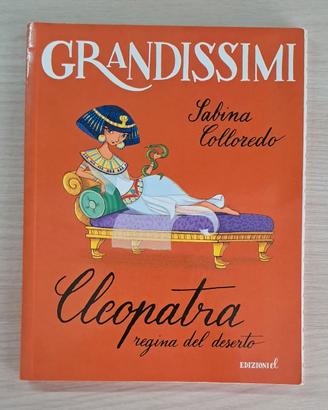 GRANDISSIMI
Sabina
Colloredo
Cleopatra
regina del deserto
EDIZIONI el